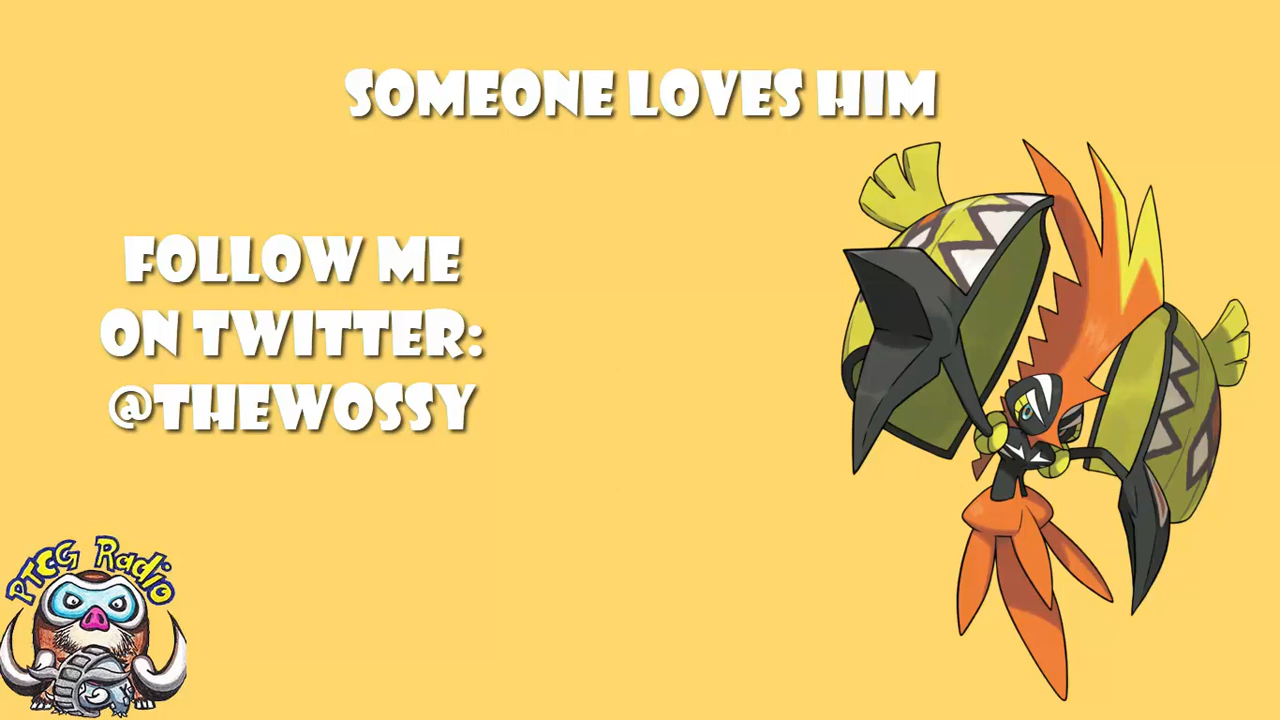 SOMEONE LOVES HIM
FOLLOW ME
ON TWITTER:
@THEWOSSY
PTCG Radio